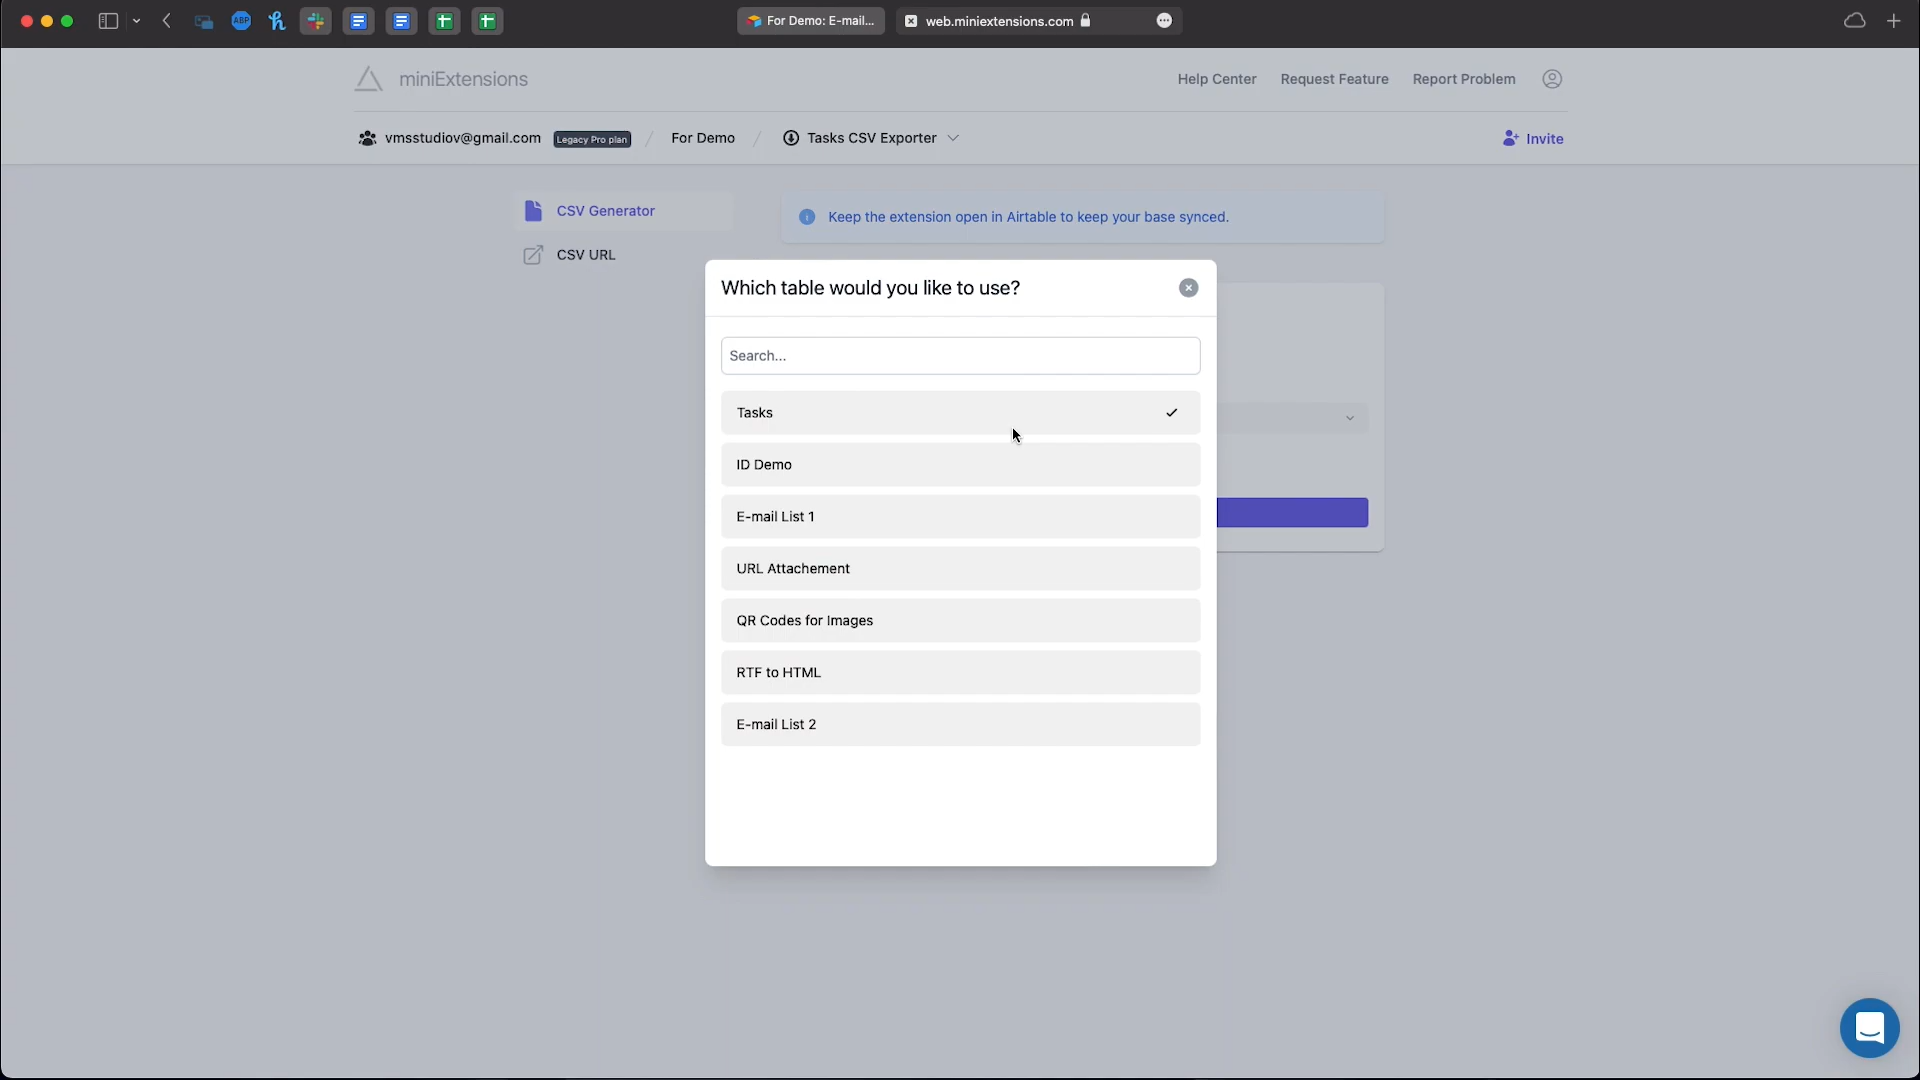 ABP
For Demo: E-mail...
web.miniextensions.com
miniExtensions
Help Center
Request Feature
Report Problem
vmsstudiov@gmail.com
Legacy Pro plan
/
For Demo
/
Tasks CSV Exporter
Invite
CSV Generator
Keep the extension open in Airtable to keep your base synced.
CSV URL
Which table would you like to use?
Search...
Tasks
ID Demo
E-mail List 1
URL Attachement
QR Codes for Images
RTF to HTML
E-mail List 2